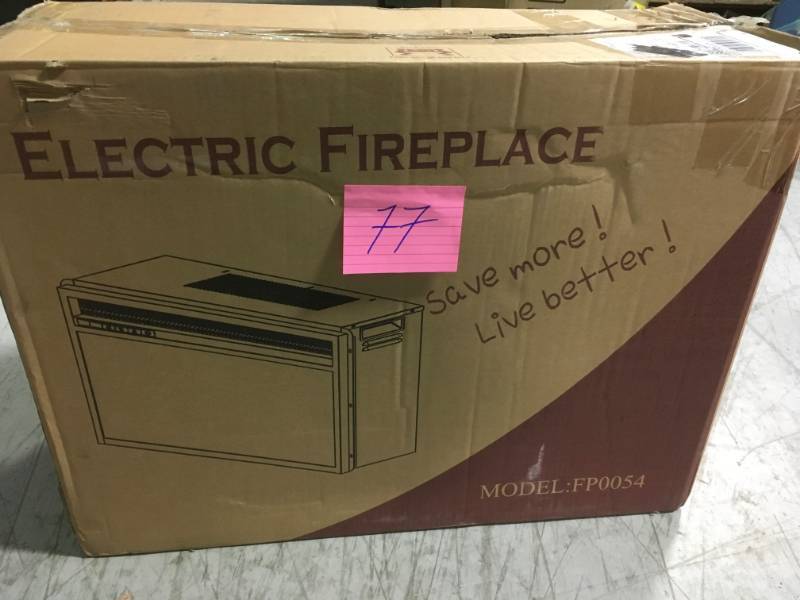 ELECTRIC FIREPLACE
77
Save more!
Live better!
MODEL:FP0054